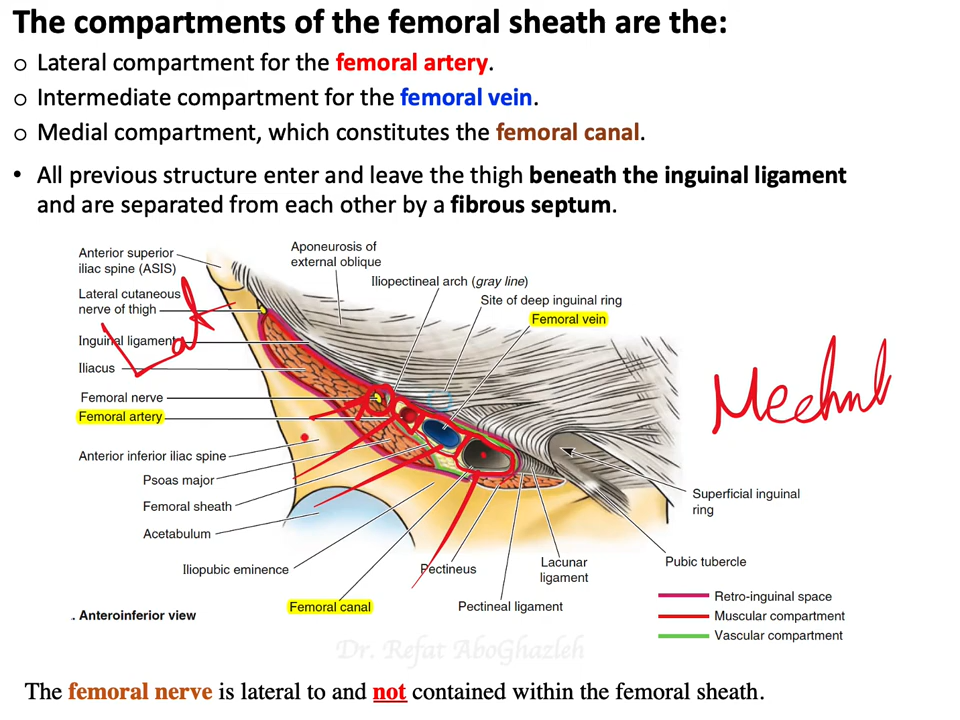 The compartments of the femoral sheath are the:
o Lateral compartment for the femoral artery.
o Intermediate compartment for the femoral vein.
o Medial compartment, which constitutes the femoral canal.
• All previous structure enter and leave the thigh beneath the inguinal ligament
and are separated from each other by a fibrous septum.
Anterior superior
iliac spine (ASIS)
Aponeurosis of
external oblique
Iliopectineal arch (gray line)
Lateral cutaneous
nerve of thigh
Site of deep inguinal ring
Femoral vein
Lat
Inguinal ligament
Iliacus
Femoral nerve
Femoral artery
Anterior inferior iliac spine
Psoas major
Femoral sheath
Acetabulum
Iliopubic eminence
Femoral canal
Pectineus
Pectineal ligament
Lacunar
ligament
Pubic tubercle
Superficial inguinal
ring
. Anteroinferior view
Retro-inguinal space
Muscular compartment
Vascular compartment
Dr. Refat AboGhazleh
The femoral nerve is lateral to and not contained within the femoral sheath.